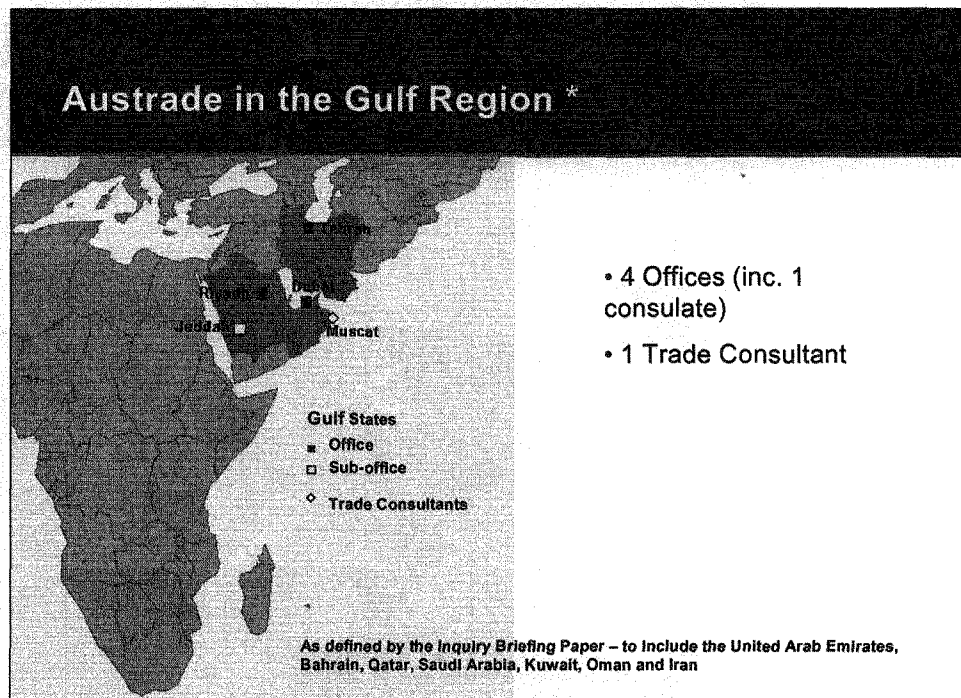 Austrade in the Gulf Region *
Tehran
Dubai
Riyadh
Jeddah
Muscat
• 4 Offices (inc. 1
consulate)
• 1 Trade Consultant
Gulf States
■ Office
□ Sub-office
◇ Trade Consultants
As defined by the Inquiry Briefing Paper – to include the United Arab Emirates,
Bahrain, Qatar, Saudi Arabia, Kuwait, Oman and Iran